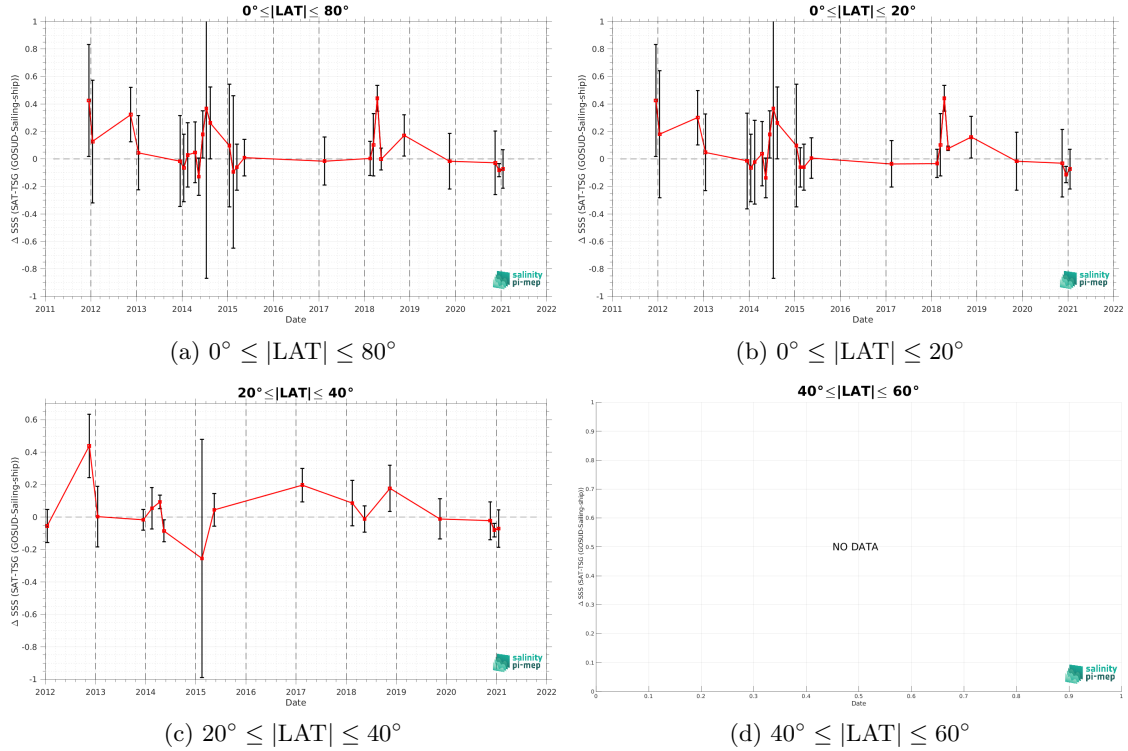 0°≤|LAT|≤ 80°
Δ SSS (SAT-TSG (GOSUD-Sailing-ship))
1
0.8
0.6
0.4
0.2
0
-0.2
-0.4
-0.6
-0.8
-1
2011 2012 2013 2014 2015 2016 2017 2018 2019 2020 2021 2022
Date
salinity
pi-mep
(a) 0° ≤ |LAT| ≤ 80°
0°≤|LAT|≤ 20°
Δ SSS (SAT-TSG (GOSUD-Sailing-ship))
1
0.8
0.6
0.4
0.2
0
-0.2
-0.4
-0.6
-0.8
-1
2011 2012 2013 2014 2015 2016 2017 2018 2019 2020 2021 2022
Date
salinity
pi-mep
(b) 0° ≤ |LAT| ≤ 20°
20°≤|LAT|≤ 40°
Δ SSS (SAT-TSG (GOSUD-Sailing-ship))
0.6
0.4
0.2
0
-0.2
-0.4
-0.6
-0.8
-1
2012 2013 2014 2015 2016 2017 2018 2019 2020 2021 2022
Date
salinity
pi-mep
(c) 20° ≤ |LAT| ≤ 40°
40°≤|LAT|≤ 60°
Δ SSS (SAT-TSG (GOSUD-Sailing-ship))
1
0.9
0.8
0.7
0.6
0.5
0.4
0.3
0.2
0.1
0
NO DATA
0 0.1 0.2 0.3 0.4 0.5 0.6 0.7 0.8 0.9 1
Date
salinity
pi-mep
(d) 40° ≤ |LAT| ≤ 60°